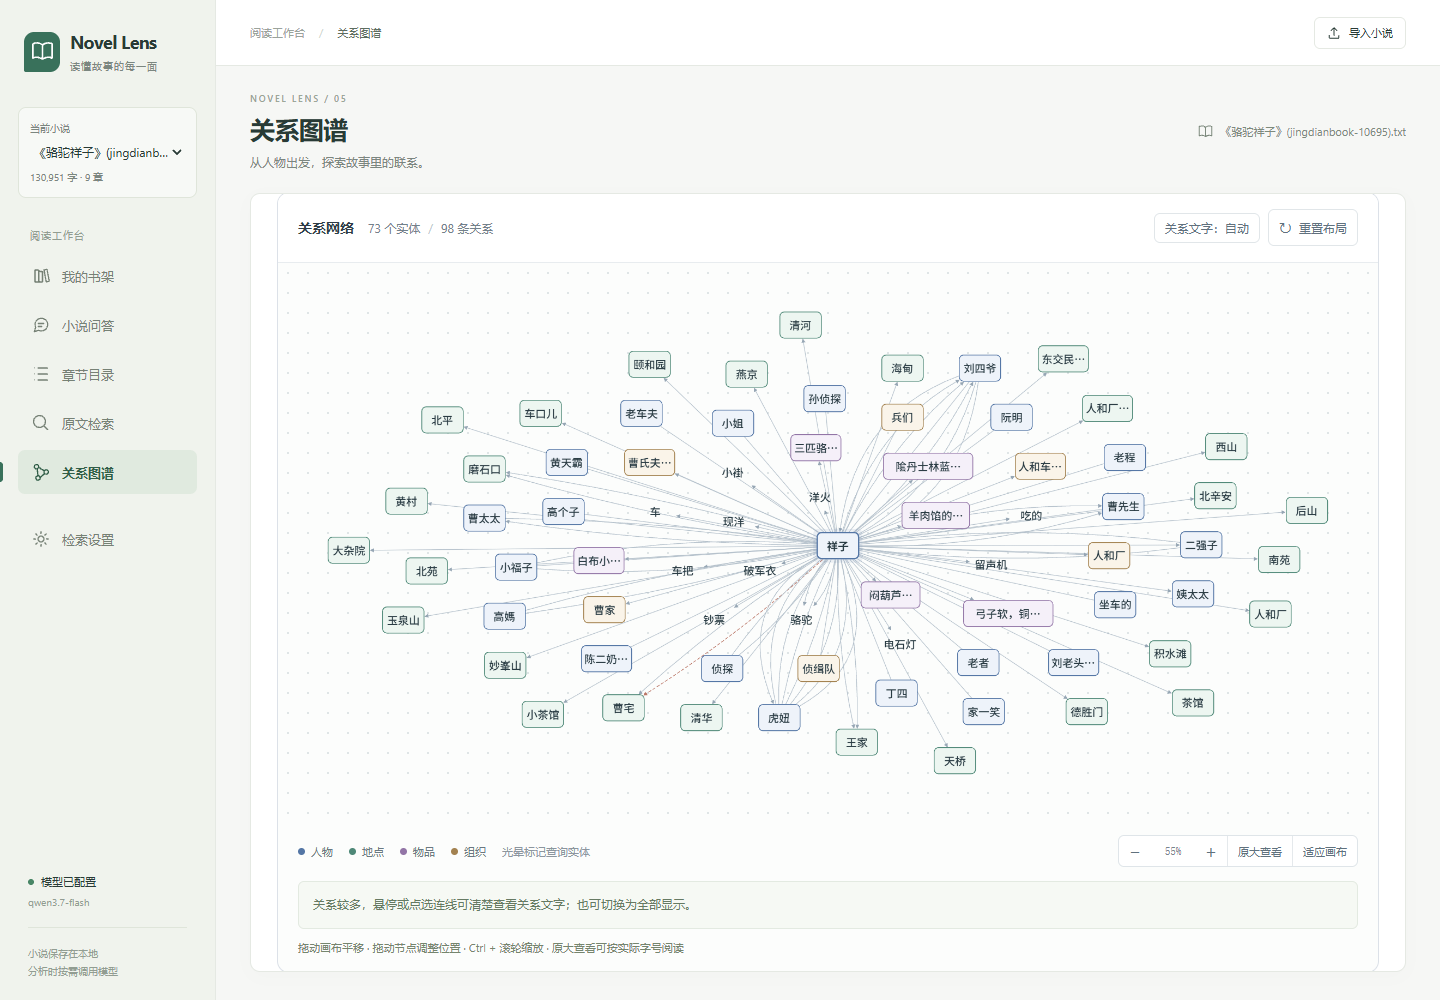 Novel Lens
读懂故事的每一面
当前小说
《骆驼祥子》(jingdianb...
130,951 字 · 9 章
阅读工作台
我的书架
小说问答
章节目录
原文检索
关系图谱
检索设置
模型已配置
qwen3.7-flash
小说保存在本地
分析时按需调用模型
阅读工作台 / 关系图谱
导入小说
NOVEL LENS / 05
关系图谱
从人物出发，探索故事里的联系。
《骆驼祥子》(jingdianbook-10695).txt
关系网络 73 个实体 / 98 条关系
关系文字：自动
重置布局
清河
颐和园
燕京
海甸
刘四爷
东交民···
孙侦探
北平
车口儿
老车夫
小姐
兵们
阮明
人和厂···
三匹骆···
西山
磨石口
黄天霸
曹氏夫···
小褂
陰丹士林蓝···
人和车···
老程
黄村
洋火
北辛安
曹太太
高个子
车
现洋
羊肉馅的···
吃的
曹先生
后山
大杂院
祥子
二强子
北苑
小福子
白布小···
车把
破军衣
留声机
人和厂
南苑
玉泉山
高妈
曹家
钞票
骆驼
闷葫芦···
弓子软，铜···
坐车的
姨太太
人和厂
电石灯
妙峯山
陈二奶···
侦探
侦缉队
老者
刘老头···
积水滩
小茶馆
曹宅
清华
虎妞
丁四
家一笑
德胜门
茶馆
王家
天桥
人物
地点
物品
组织
光晕标记查询实体
− 55% + 原大查看 适应画布
关系较多，悬停或点选连线可清楚查看关系文字；也可切换为全部显示。
拖动画布平移 · 拖动节点调整位置 · Ctrl + 滚轮缩放 · 原大查看可按实际字号阅读